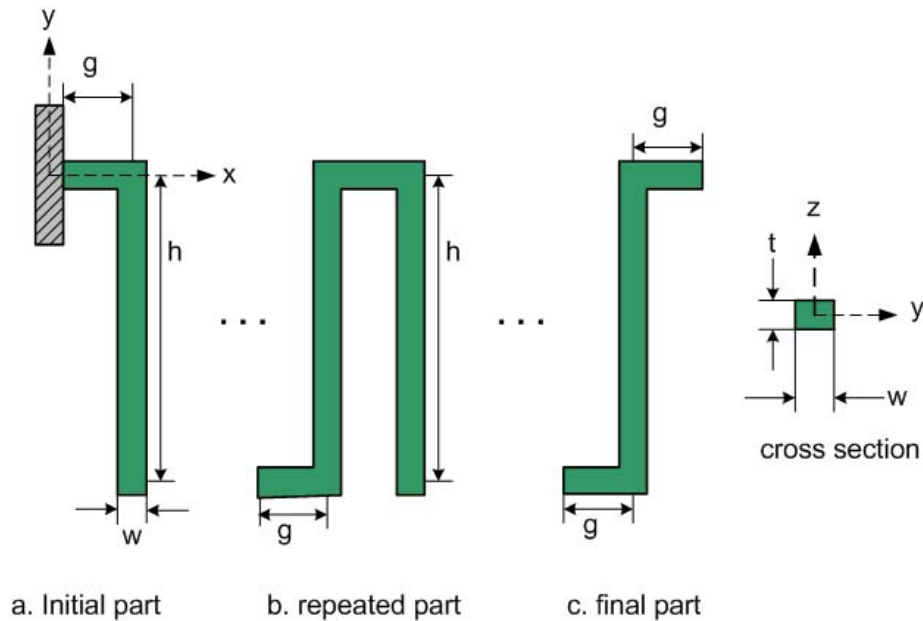 y
g
x
h
w
. . .
g
h
. . .
g
g
z
t
y
w
cross section
a. Initial part
b. repeated part
c. final part